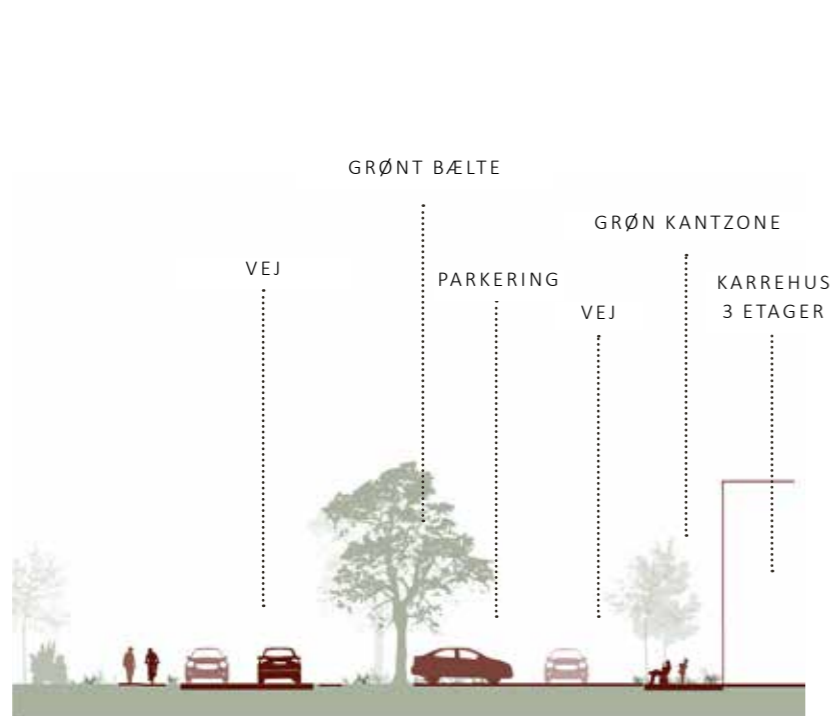 GRØNT BÆLTE
GRØN KANTZONE
VEJ
PARKERING
KARREHUS
3 ETAGER
VEJ